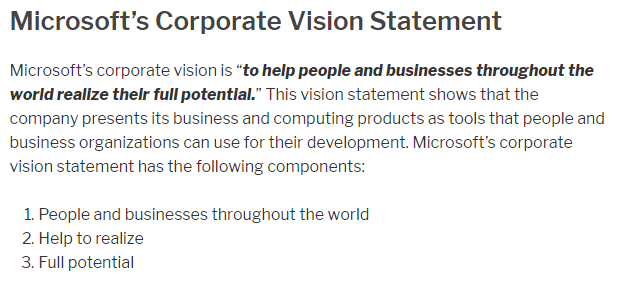 Microsoft’s Corporate Vision Statement
Microsoft’s corporate vision is “to help people and businesses throughout the
world realize their full potential.” This vision statement shows that the
company presents its business and computing products as tools that people and
business organizations can use for their development. Microsoft’s corporate
vision statement has the following components:
1. People and businesses throughout the world
2. Help to realize
3. Full potential